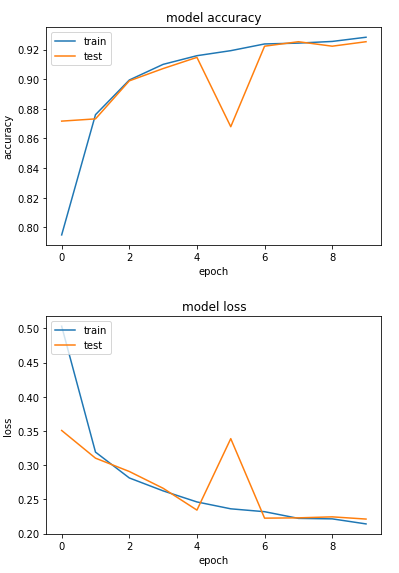 model accuracy
train
test
0.92
0.90
0.88
0.86
0.84
0.82
0.80
accuracy
0 2 4 6 8
epoch
model loss
train
test
0.50
0.45
0.40
0.35
0.30
0.25
0.20
loss
0 2 4 6 8
epoch